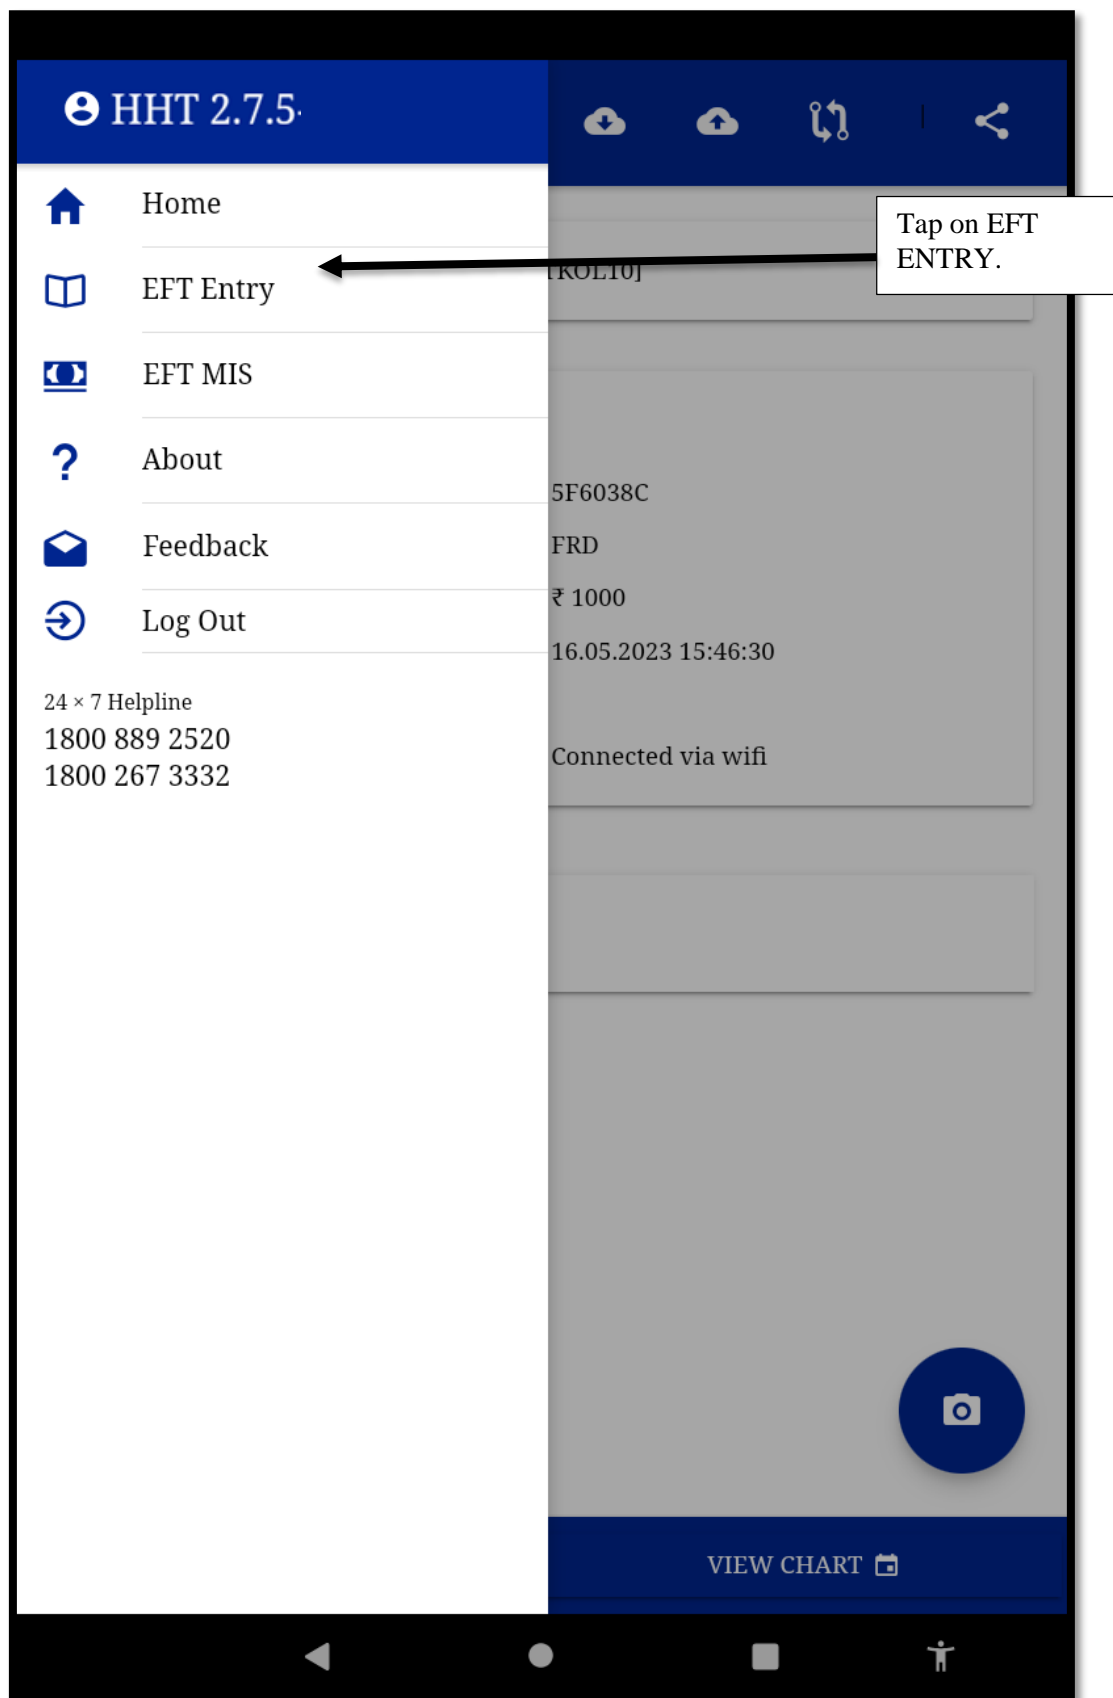 HHT 2.7.5
Home
EFT Entry
EFT MIS
About
Feedback
Log Out
24 × 7 Helpline
1800 889 2520
1800 267 3332
Tap on EFT
ENTRY.
5F6038C
FRD
₹ 1000
16.05.2023 15:46:30
Connected via wifi
VIEW CHART